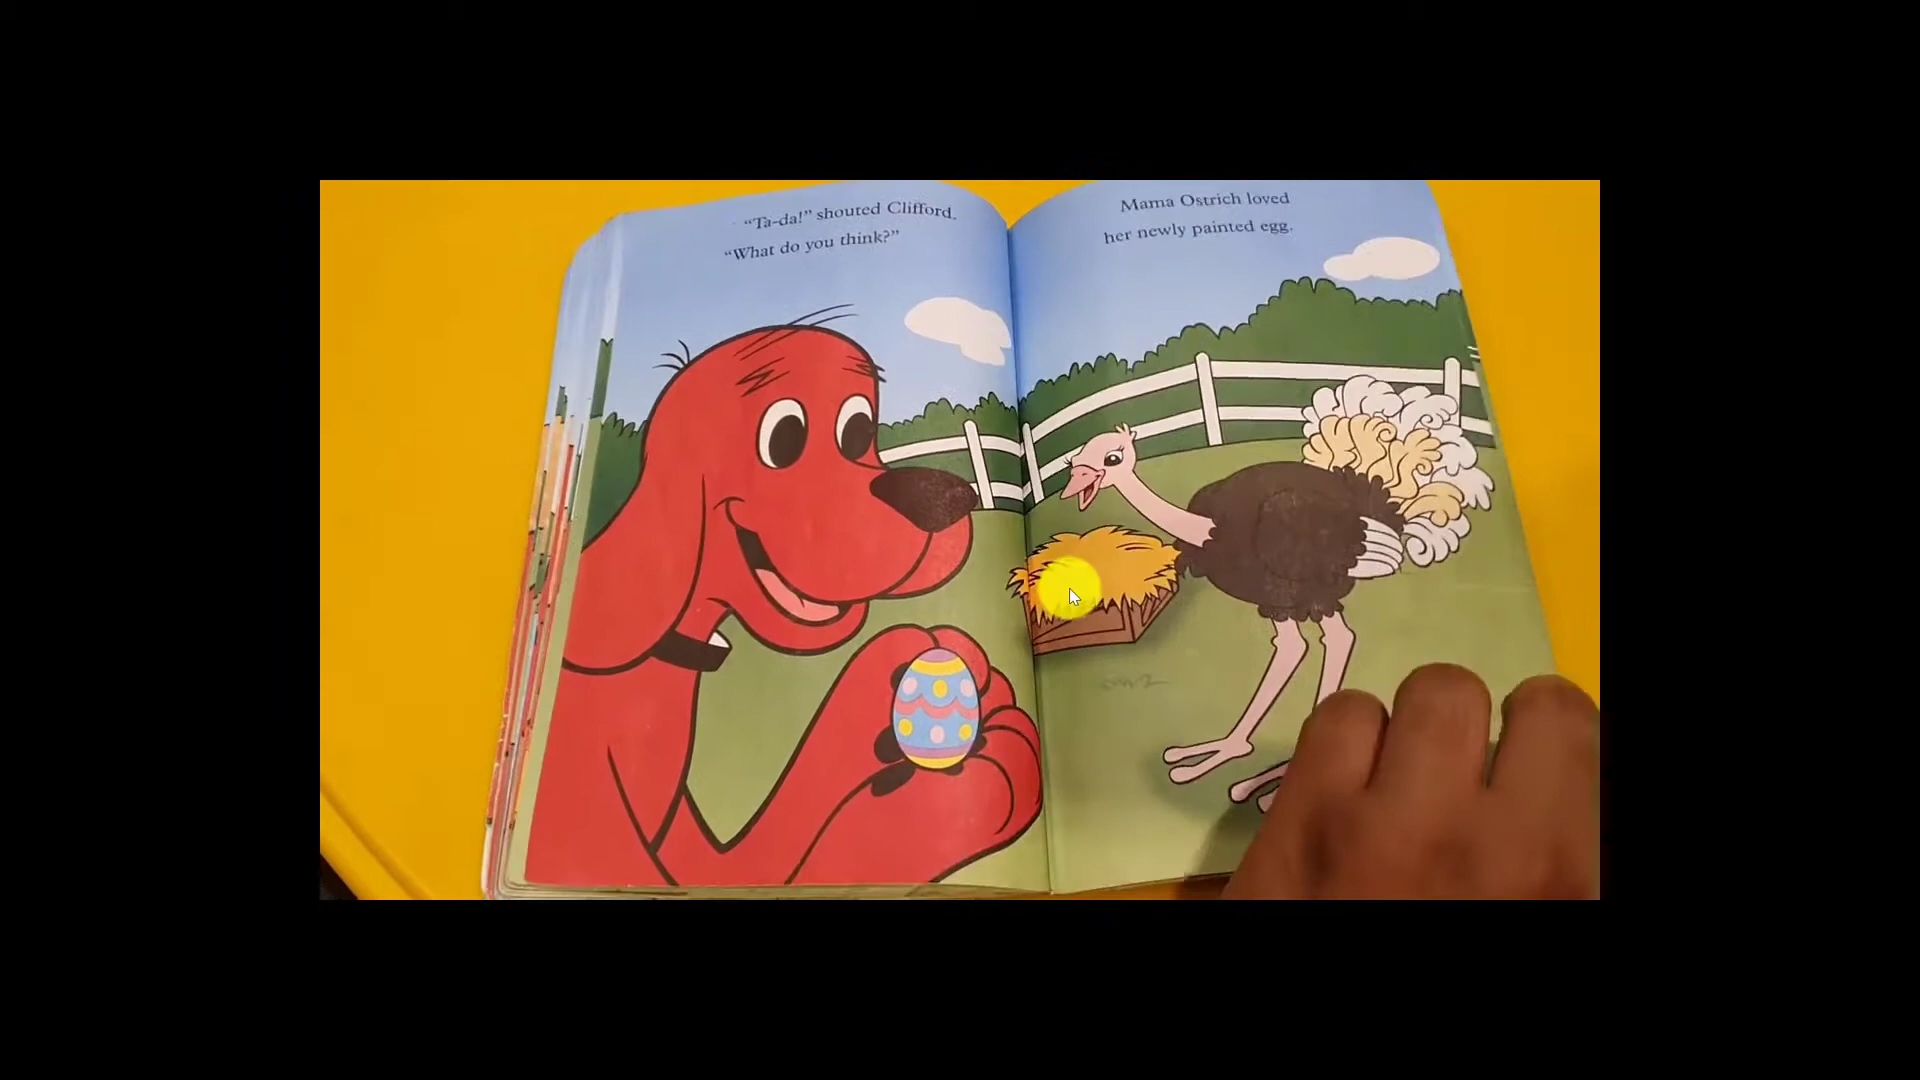 “Ta-da!” shouted Clifford.
“What do you think?”
Mama Ostrich loved
her newly painted egg.